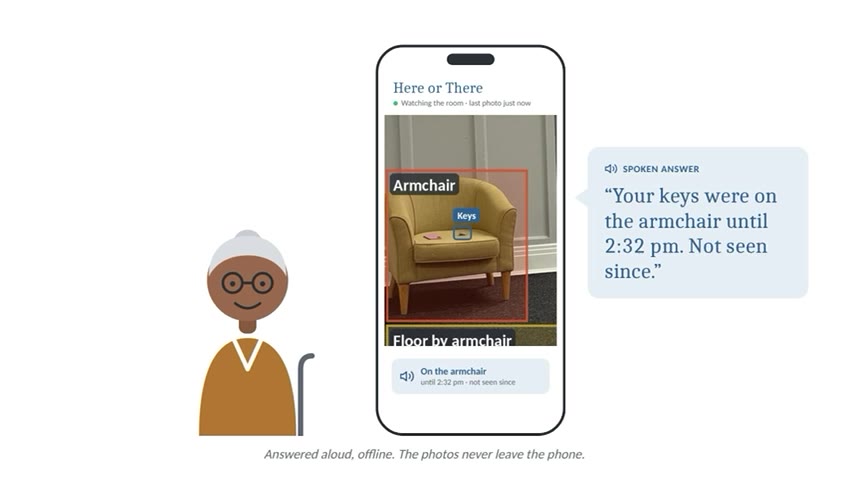 Here or There
Watching the room · last photo just now
Armchair
Keys
Floor by armchair
On the armchair
until 2:32 pm · not seen since
SPOKEN ANSWER
“Your keys were on
the armchair until
2:32 pm. Not seen
since.”
Answered aloud, offline. The photos never leave the phone.